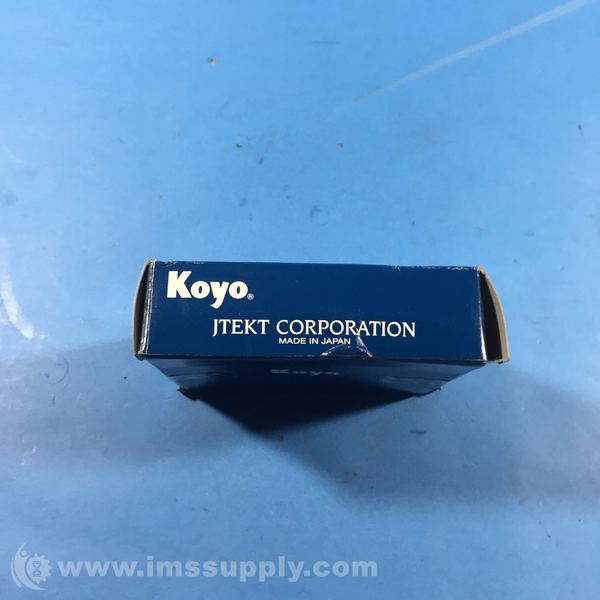 Koyo®
JTEKT CORPORATION
MADE IN JAPAN
Koyo
www.imssupply.com